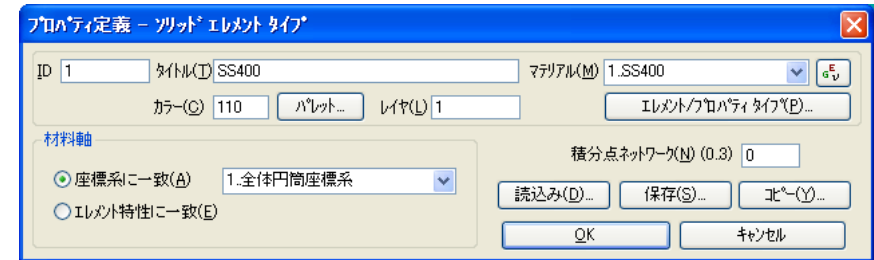 ﾌﾟﾛﾊﾟﾃｨ定義 - ｿﾘｯﾄﾞ ｴﾚﾒﾝﾄ ﾀｲﾌﾟ
ID 1 ﾀｲﾄﾙ(T) SS400 ﾏﾃﾘｱﾙ(M) 1.SS400
ｶﾗｰ(C) 110 ﾊﾟﾚｯﾄ... ﾚｲﾔ(L) 1 ｴﾚﾒﾝﾄ/ﾌﾟﾛﾊﾟﾃｨ ﾀｲﾌﾟ(P)...
材料軸
積分点ﾈｯﾄﾜｰｸ(N) (0.3) 0
座標系に一致(A) 1..全体円筒座標系
読込み(D)... 保存(S)... ｺﾋﾟｰ(Y)...
ｴﾚﾒﾝﾄ特性に一致(E)
OK ｷｬﾝｾﾙ